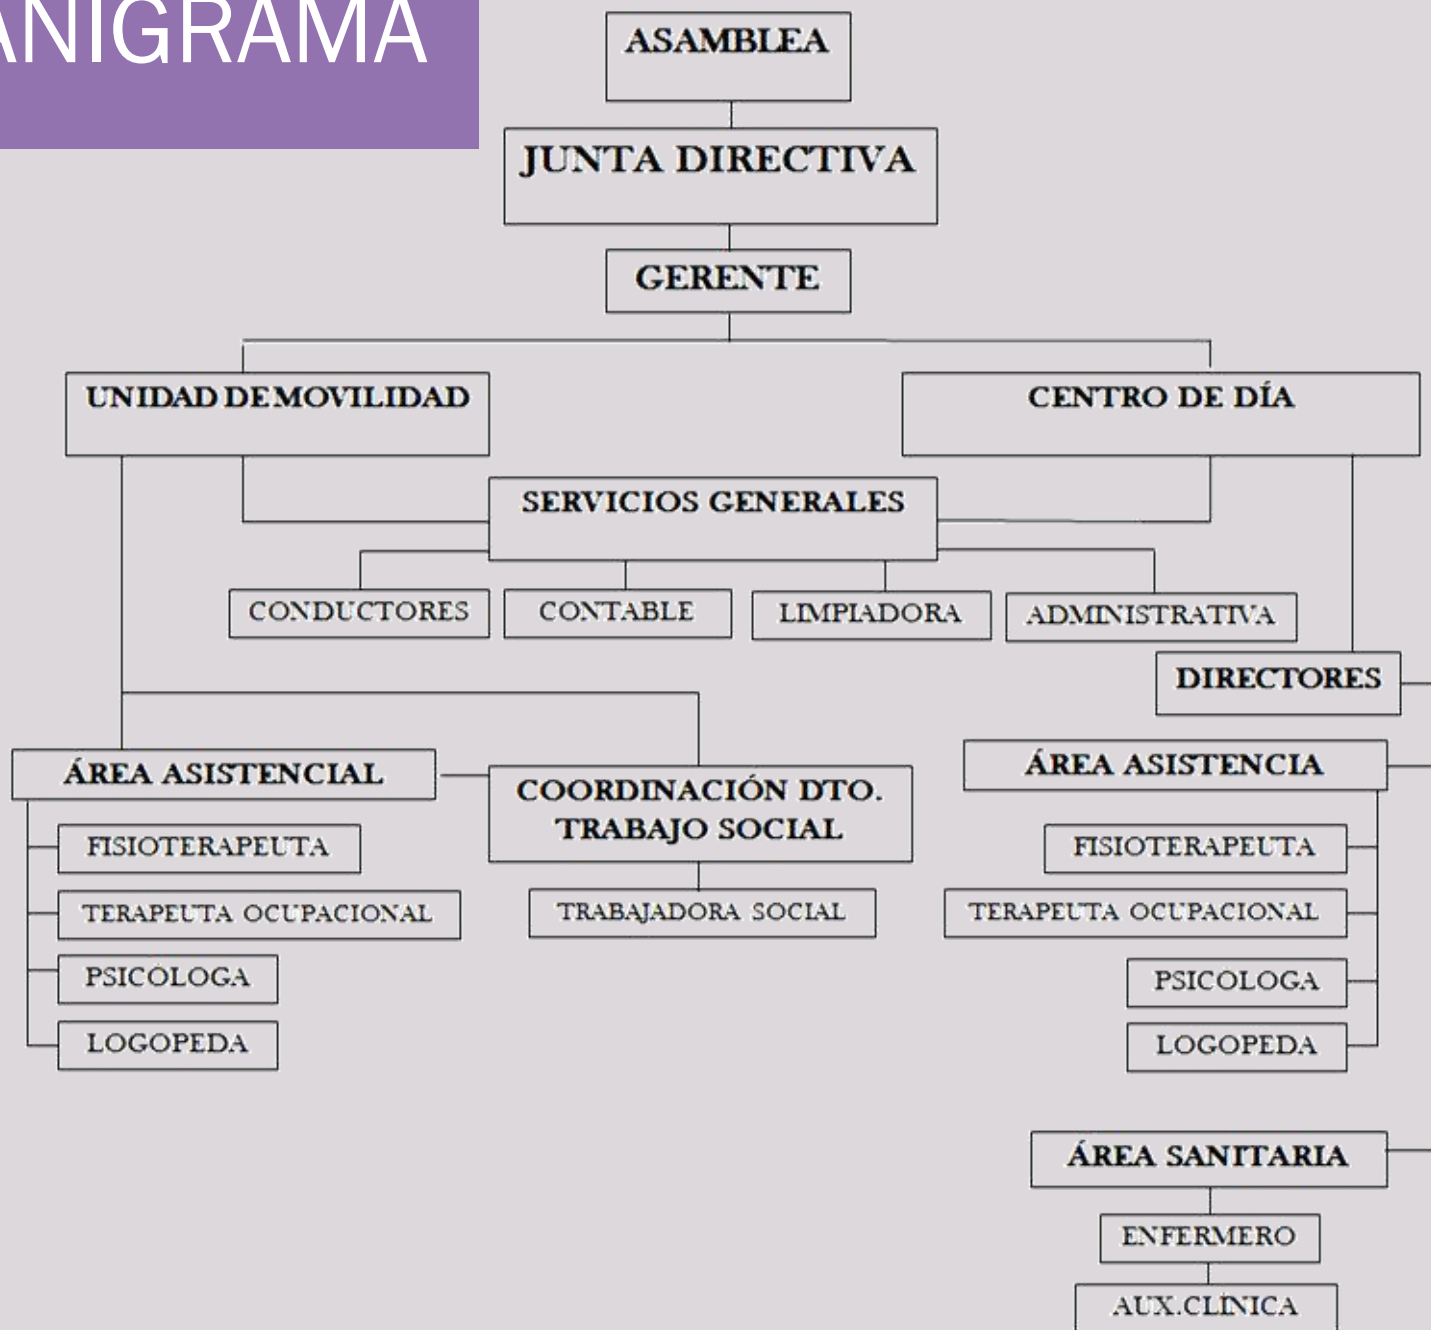 ANIGRAMA
ASAMBLEA
JUNTA DIRECTIVA
GERENTE
UNIDAD DE MOVILIDAD
CENTRO DE DÍA
SERVICIOS GENERALES
CONDUCTORES
CONTABLE
LIMPIADORA
ADMINISTRATIVA
DIRECTORES
ÁREA ASISTENCIAL
COORDINACIÓN DTO.
TRABAJO SOCIAL
ÁREA ASISTENCIA
FISIOTERAPEUTA
TERAPEUTA OCUPACIONAL
PSICOLOGA
LOGOPEDA
TRABAJADORA SOCIAL
FISIOTERAPEUTA
TERAPEUTA OCUPACIONAL
PSICOLOGA
LOGOPEDA
ÁREA SANITARIA
ENFERMERO
AUX.CLINICA